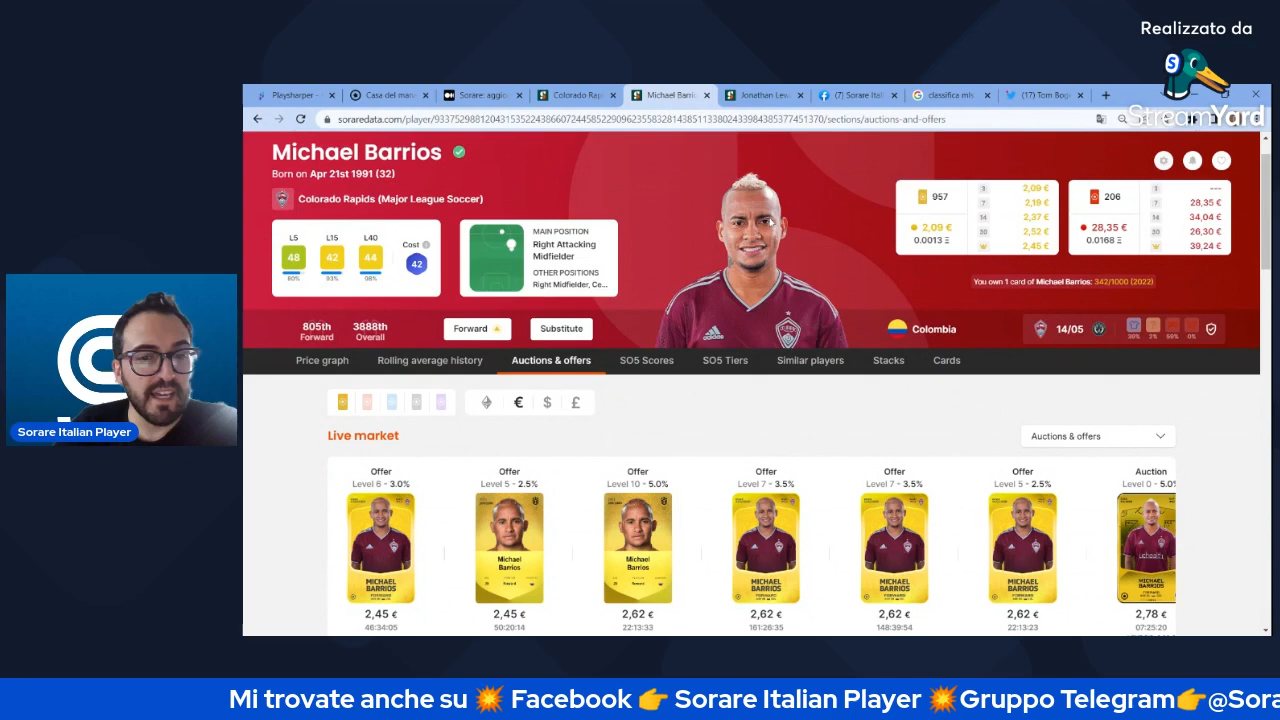 Realizzato da
StreamYard
Playsharper -
Casa del man
Sorare: aggio
Colorado Rap
Michael Barrio
Jonathan Lew
(7) Sorare Ital
classifica mls
(17) Tom Bog
Michael Barrios
Born on Apr 21st 1991 (32)
Colorado Rapids (Major League Soccer)
L5 L15 L40 Cost
48 42 44 42
80% 93% 98%
MAIN POSITION
Right Attacking
Midfielder
OTHER POSITIONS
Right Midfielder, Ce...
957
2,09 €
0.0013 Ξ
3 2,09 €
7 2,19 €
14 2,37 €
30 2,52 €
2,45 €
206
28,35 €
0.0168 Ξ
3 ---
7 28,35 €
14 34,04 €
30 26,30 €
39,24 €
You own 1 card of Michael Barrios: 342/1000 (2022)
805th
Forward
3888th
Overall
Forward
Substitute
Colombia
14/05
Price graph
Rolling average history
Auctions & offers
SO5 Scores
SO5 Tiers
Similar players
Stacks
Cards
€ $ £
Live market
Auctions & offers
Offer
Level 6 - 3.0%
MICHAEL
BARRIOS
2,45 €
46:34:05
Offer
Level 5 - 2.5%
Michael
Barrios
2,45 €
50:20:14
Offer
Level 10 - 5.0%
Michael
Barrios
2,62 €
22:13:33
Offer
Level 7 - 3.5%
MICHAEL
BARRIOS
2,62 €
161:26:35
Offer
Level 7 - 3.5%
MICHAEL
BARRIOS
2,62 €
148:39:54
Offer
Level 5 - 2.5%
MICHAEL
BARRIOS
2,62 €
22:13:23
Auction
Level 0 - 5.0%
MICHAEL
BARRIOS
2,78 €
07:25:20
Sorare Italian Player
Mi trovate anche su 💥 Facebook 👉 Sorare Italian Player 💥Gruppo Telegram👉@Sora